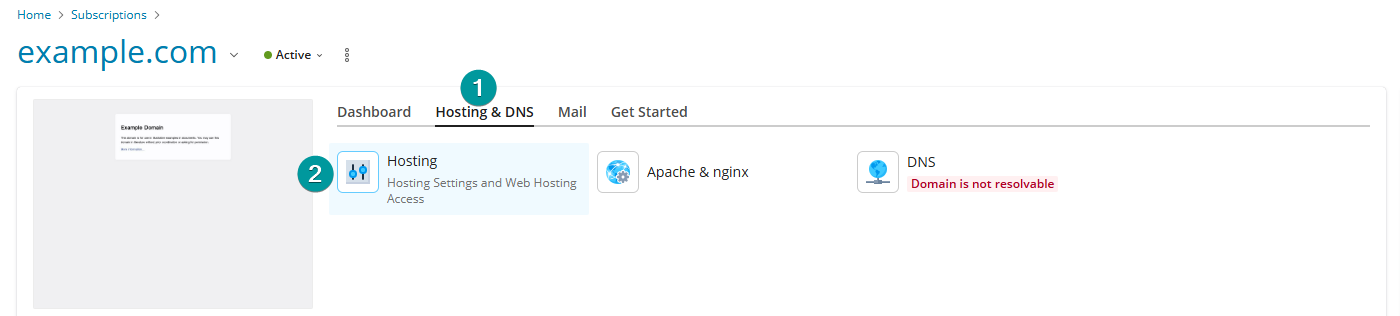 Home > Subscriptions >
example.com
Active
1
Dashboard Hosting & DNS Mail Get Started
Example Domain
2
Hosting
Hosting Settings and Web Hosting
Access
Apache & nginx
DNS
Domain is not resolvable